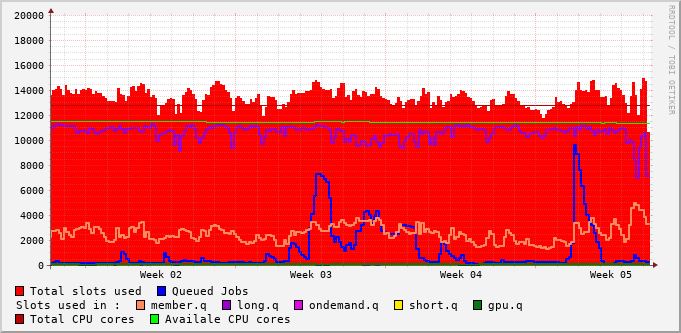 20000
18000
16000
14000
12000
10000
8000
6000
4000
2000
0
Week 02 Week 03 Week 04 Week 05
Total slots used Queued Jobs
Slots used in : member.q long.q ondemand.q short.q gpu.q
Total CPU cores Availale CPU cores
RRDTOOL / TOBI OETIKER